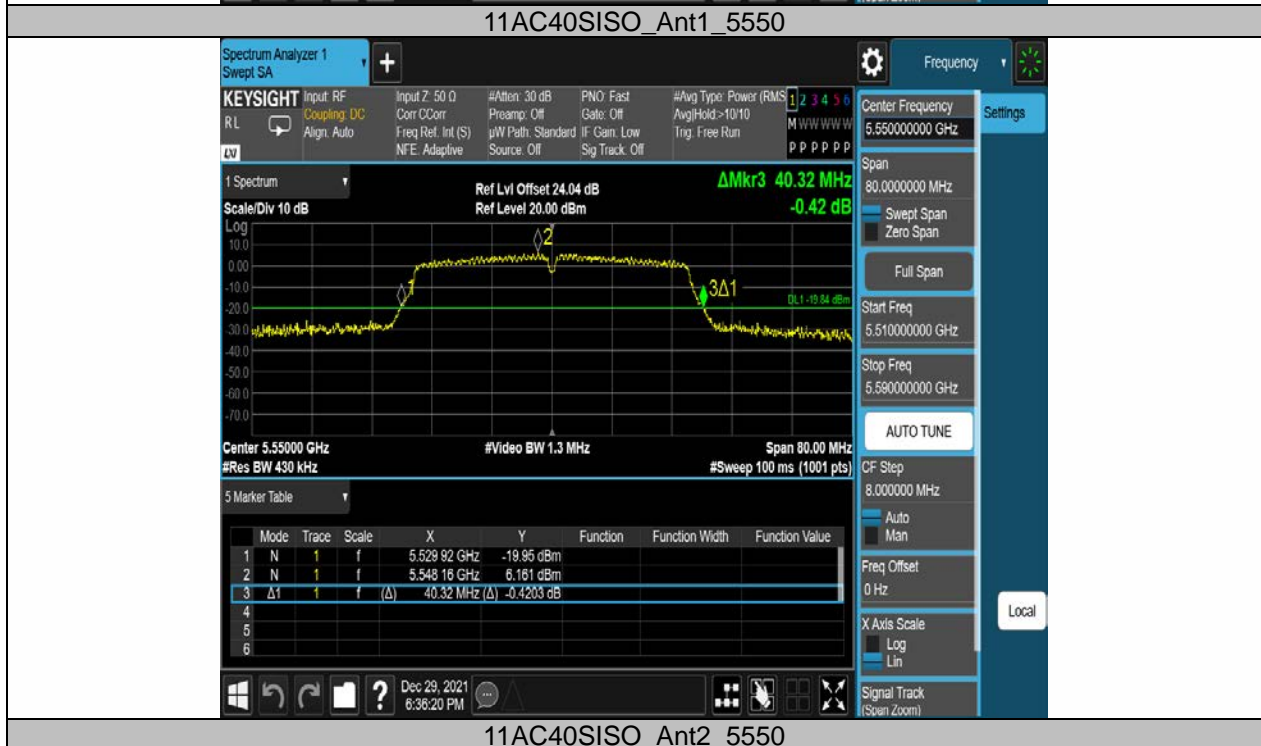 (Span Zoom)
11AC40SISO_Ant1_5550
Spectrum Analyzer 1
Swept SA
+
Frequency
KEYSIGHT
RL
LXI
Input: RF
Coupling: DC
Align: Auto
Input Z: 50 Ω
Corr CCorr
Freq Ref: Int (S)
NFE: Adaptive
#Atten: 30 dB
Preamp: Off
µW Path: Standard
Source: Off
PNO: Fast
Gate: Off
IF Gain: Low
Sig Track: Off
#Avg Type: Power (RMS
Avg|Hold:>10/10
Trig: Free Run
1 2 3 4 5 6
M W W W W W
P P P P P P
1 Spectrum
Scale/Div 10 dB
Ref Lvl Offset 24.04 dB
Ref Level 20.00 dBm
ΔMkr3 40.32 MHz
-0.42 dB
Log
10.0
0.00
-10.0
-20.0
-30.0
-40.0
-50.0
-60.0
-70.0
1
2
3Δ1
DL1 -19.84 dBm
Center 5.55000 GHz
#Video BW 1.3 MHz
Span 80.00 MHz
#Res BW 430 kHz
#Sweep 100 ms (1001 pts)
5 Marker Table
Mode Trace Scale X Y Function Function Width Function Value
1 N 1 f 5.529 92 GHz -19.95 dBm
2 N 1 f 5.548 16 GHz 6.161 dBm
3 Δ1 1 f (Δ) 40.32 MHz (Δ) -0.4203 dB
4
5
6
Center Frequency
5.550000000 GHz
Settings
Span
80.0000000 MHz
Swept Span
Zero Span
Full Span
Start Freq
5.510000000 GHz
Stop Freq
5.590000000 GHz
AUTO TUNE
CF Step
8.000000 MHz
Auto
Man
Freq Offset
0 Hz
X Axis Scale
Log
Lin
Local
Signal Track
(Span Zoom)
?
Dec 29, 2021
6:36:20 PM
11AC40SISO_Ant2_5550